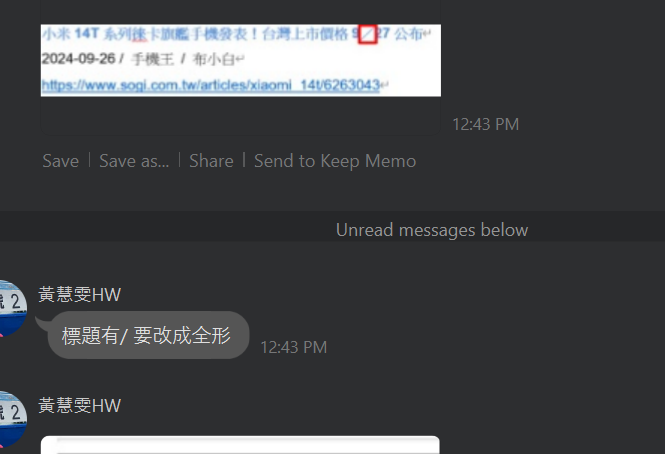 小米 14T 系列徠卡旗艦手機發表！台灣上市價格 9／27 公布
2024-09-26 / 手機王 / 布小白
https://www.sogi.com.tw/articles/xiaomi_14t/6263043
12:43 PM
Save | Save as... | Share | Send to Keep Memo
Unread messages below
黃慧雯HW
2
標題有/ 要改成全形
12:43 PM
黃慧雯HW
2